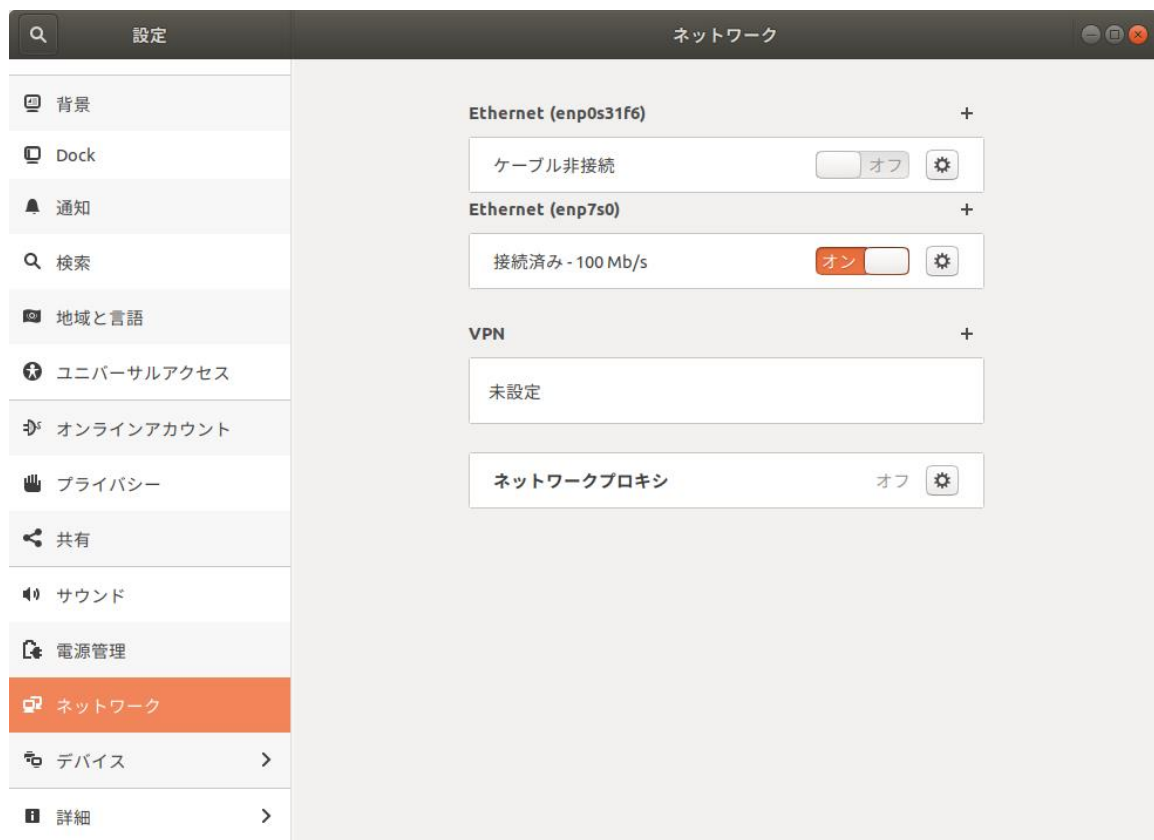 設定
ネットワーク
背景
Dock
通知
検索
地域と言語
ユニバーサルアクセス
オンラインアカウント
プライバシー
共有
サウンド
電源管理
ネットワーク
デバイス
詳細
Ethernet (enp0s31f6)
ケーブル非接続 オフ
Ethernet (enp7s0)
接続済み - 100 Mb/s オン
VPN
未設定
ネットワークプロキシ オフ